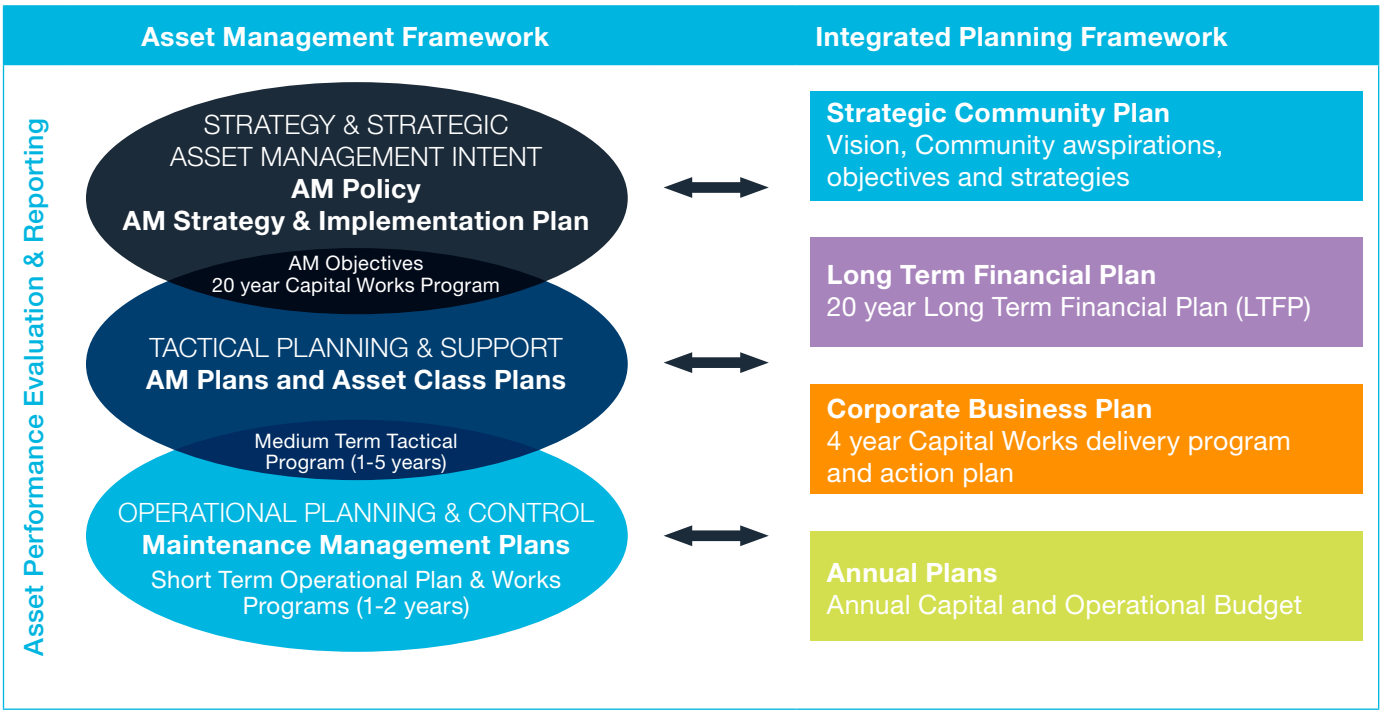 Asset Management Framework
Integrated Planning Framework
Asset Performance Evaluation & Reporting
STRATEGY & STRATEGIC
ASSET MANAGEMENT INTENT
AM Policy
AM Strategy & Implementation Plan
AM Objectives
20 year Capital Works Program
TACTICAL PLANNING & SUPPORT
AM Plans and Asset Class Plans
Medium Term Tactical
Program (1-5 years)
OPERATIONAL PLANNING & CONTROL
Maintenance Management Plans
Short Term Operational Plan & Works
Programs (1-2 years)
Strategic Community Plan
Vision, Community awspirations,
objectives and strategies
Long Term Financial Plan
20 year Long Term Financial Plan (LTFP)
Corporate Business Plan
4 year Capital Works delivery program
and action plan
Annual Plans
Annual Capital and Operational Budget